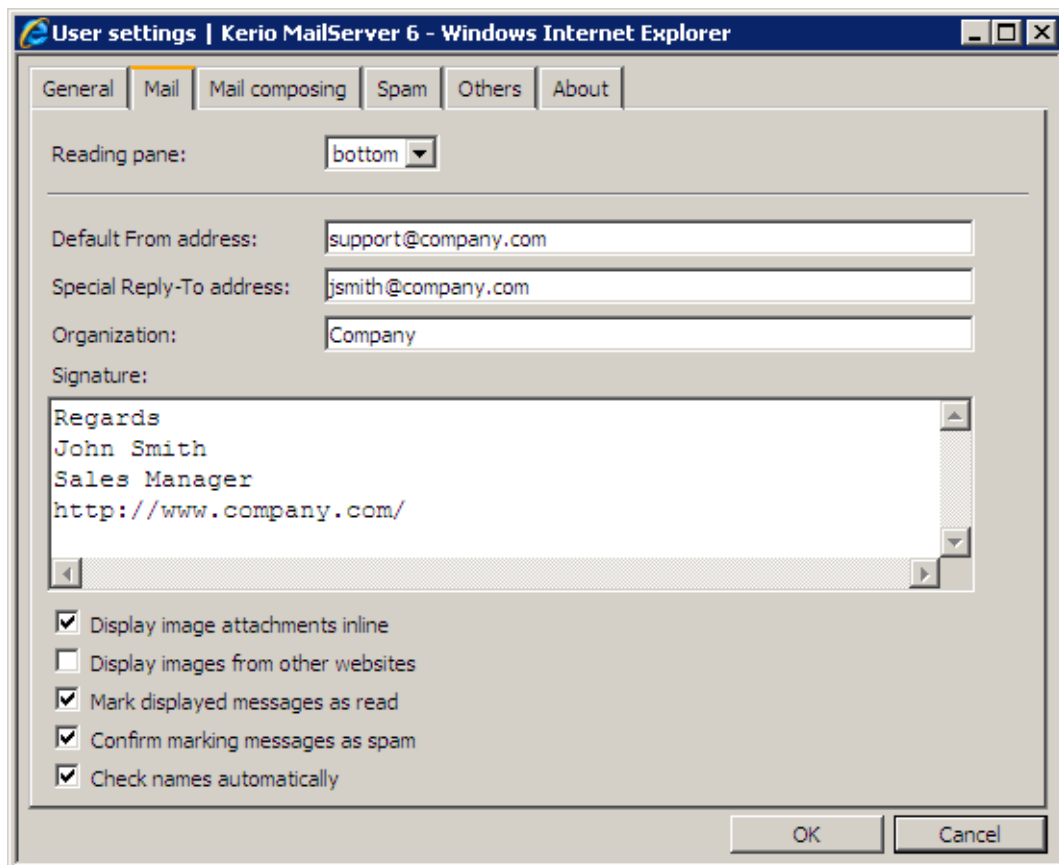 User settings | Kerio MailServer 6 - Windows Internet Explorer
General Mail Mail composing Spam Others About
Reading pane: bottom
Default From address: support@company.com
Special Reply-To address: jsmith@company.com
Organization: Company
Signature:
Regards
John Smith
Sales Manager
http://www.company.com/
Display image attachments inline
Display images from other websites
Mark displayed messages as read
Confirm marking messages as spam
Check names automatically
OK Cancel